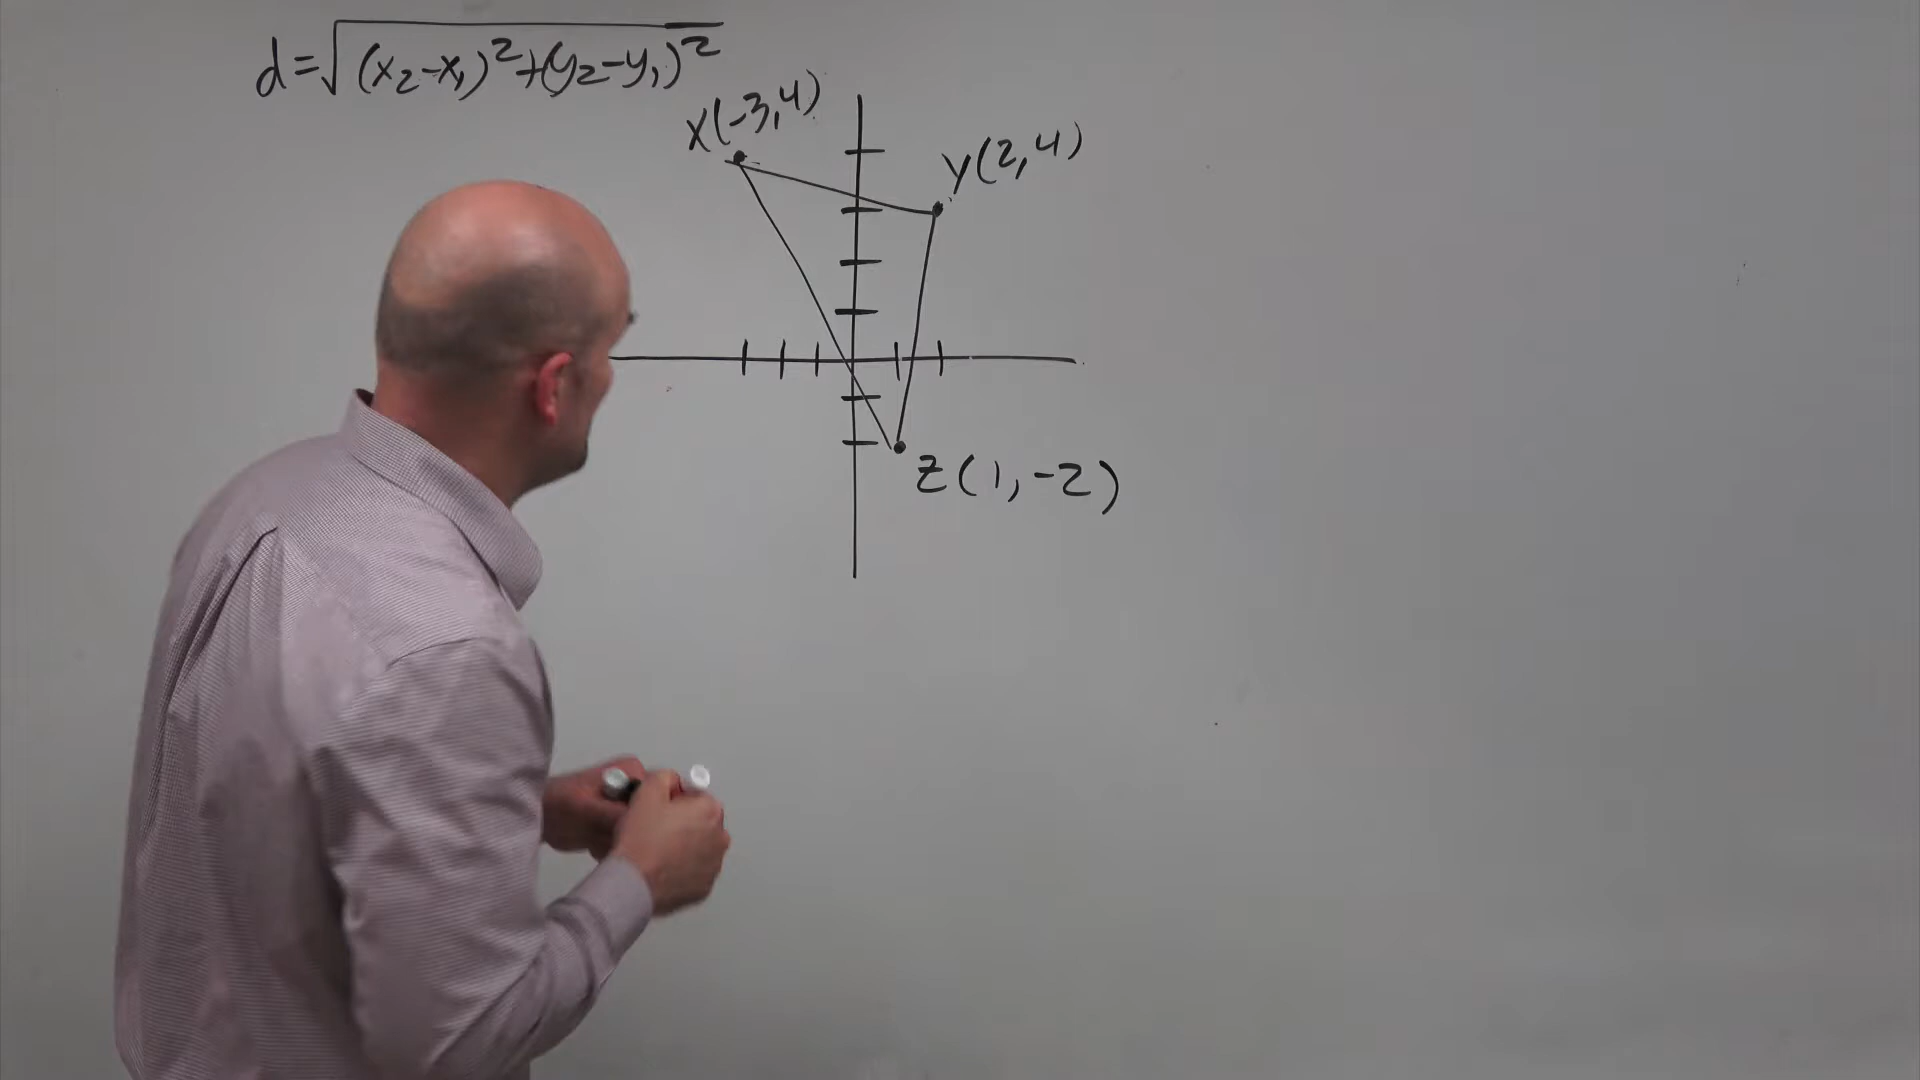 d=√(x₂-x₁)²+(y₂-y₁)²
X(-3,4)
Y(2,4)
Z(1,-2)